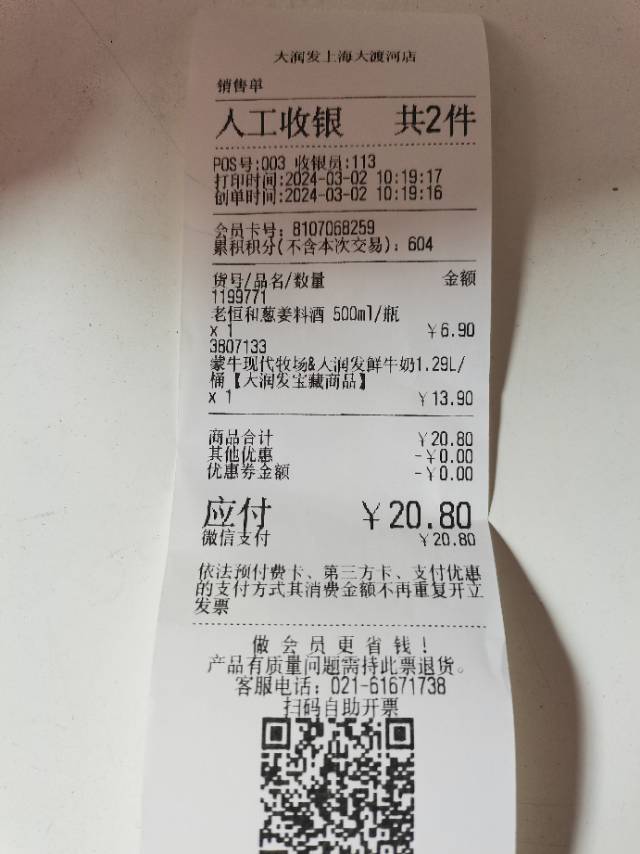 大润发上海大渡河店
销售单
人工收银 共2件
POS号:003 收银员:113
打印时间:2024-03-02 10:19:17
创单时间:2024-03-02 10:19:16
会员卡号: 8107068259
累积积分(不含本次交易): 604
货号/品名/数量 金额
1199771
老恒和葱姜料酒 500ml/瓶
x 1 ￥6.90
3807133
蒙牛现代牧场&大润发鲜牛奶1.29L/
桶【大润发宝藏商品】
x 1 ￥13.90
商品合计 ￥20.80
其他优惠 -￥0.00
优惠券金额 -￥0.00
应付 ￥20.80
微信支付 ￥20.80
依法预付费卡、第三方卡、支付优惠
的支付方式其消费金额不再重复开立
发票
做会员更省钱!
产品有质量问题需持此票退货。
客服电话: 021-61671738
扫码自助开票